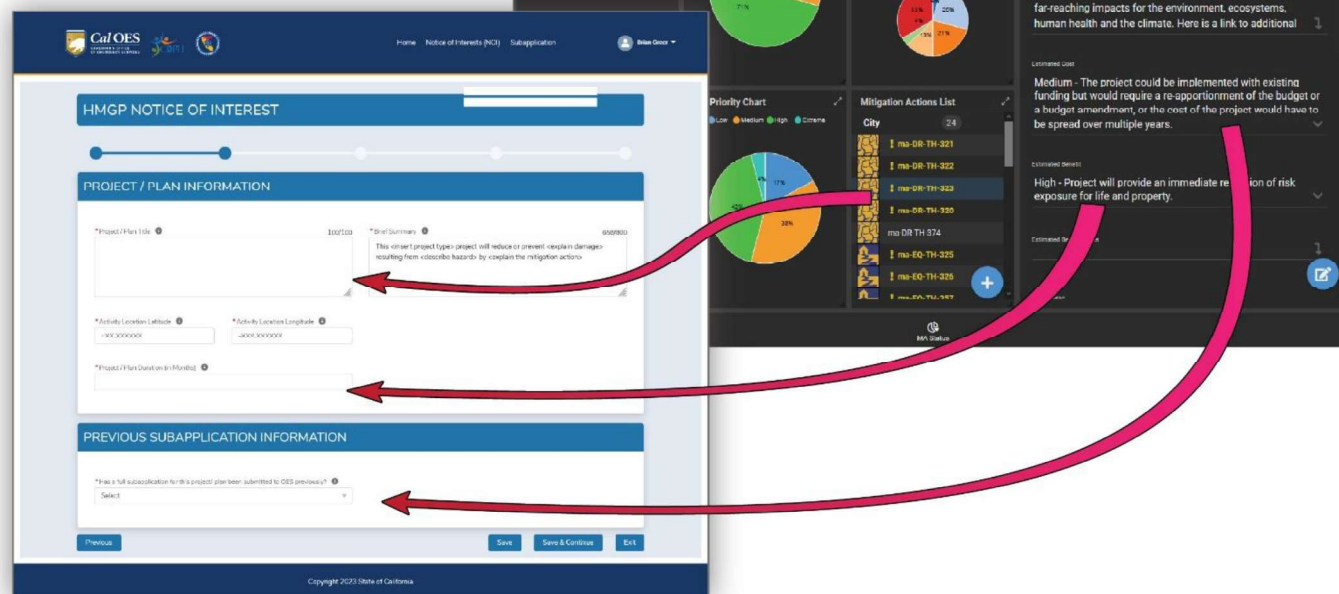 Cal OES
Home Notice of Interests (NOI) Subapplication
HMGP NOTICE OF INTEREST
PROJECT / PLAN INFORMATION
*Project / Plan Title 100/100
*Brief Summary
This <insert project type> project will reduce or prevent <explain damage>
resulting from <describe hazard> by <explain the mitigation action>
*Activity Location Latitude *Activity Location Longitude
*Project / Plan Duration (in Months)
PREVIOUS SUBAPPLICATION INFORMATION
*Has a full subapplication for this project/ plan been submitted to OES previously?
Select
Previous Save Save & Continue Exit
Copyright 2023 State of California
71%
20%
21%
Priority Chart
Low Medium High Extreme
17%
38%
4%
Mitigation Actions List
City 24
! ma-DR-TH-321
! ma-DR-TH-322
! ma-DR-TH-323
! ma-DR-TH-320
ma DR TH 374
! ma-EQ-TH-325
! ma-EQ-TH-326
+
MA Status
far-reaching impacts for the environment, ecosystems,
human health and the climate. Here is a link to additional
Estimated Cost
Medium - The project could be implemented with existing
funding but would require a re-apportionment of the budget or
a budget amendment, or the cost of the project would have to
be spread over multiple years.
Estimated Benefit
High - Project will provide an immediate of risk
exposure for life and property.
Estimated